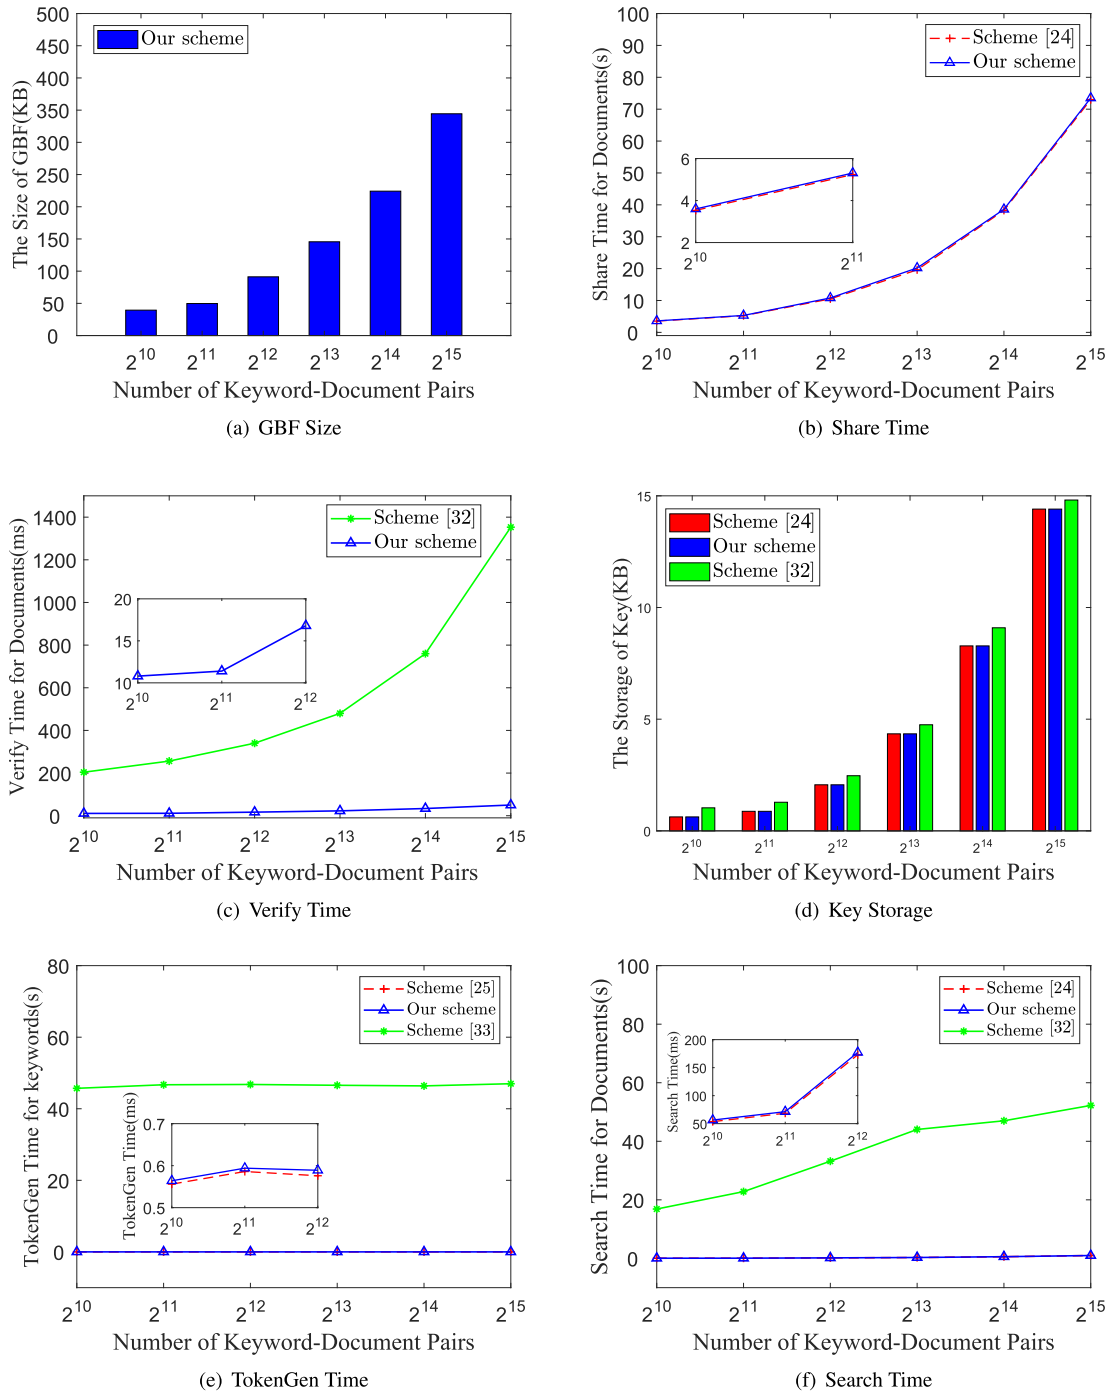 500
450
400
350
300
250
200
150
100
50
0
The Size of GBF(KB)
Our scheme
2^10 2^11 2^12 2^13 2^14 2^15
Number of Keyword-Document Pairs
(a) GBF Size
100
90
80
70
60
50
40
30
20
10
0
Share Time for Documents(s)
Scheme [24]
Our scheme
6
4
2
2^10 2^11
2^10 2^11 2^12 2^13 2^14 2^15
Number of Keyword-Document Pairs
(b) Share Time
1400
1200
1000
800
600
400
200
0
Verify Time for Documents(ms)
Scheme [32]
Our scheme
20
15
10
2^10 2^11 2^12
2^10 2^11 2^12 2^13 2^14 2^15
Number of Keyword-Document Pairs
(c) Verify Time
15
10
5
0
The Storage of Key(KB)
Scheme [24]
Our scheme
Scheme [32]
2^10 2^11 2^12 2^13 2^14 2^15
Number of Keyword-Document Pairs
(d) Key Storage
80
60
40
20
0
TokenGen Time for keywords(s)
Scheme [25]
Our scheme
Scheme [33]
TokenGen Time(ms)
0.7
0.6
0.5
2^10 2^11 2^12
2^10 2^11 2^12 2^13 2^14 2^15
Number of Keyword-Document Pairs
(e) TokenGen Time
100
80
60
40
20
0
Search Time for Documents(s)
Scheme [24]
Our scheme
Scheme [32]
Search Time(ms)
200
150
100
50
2^10 2^11 2^12
2^10 2^11 2^12 2^13 2^14 2^15
Number of Keyword-Document Pairs
(f) Search Time